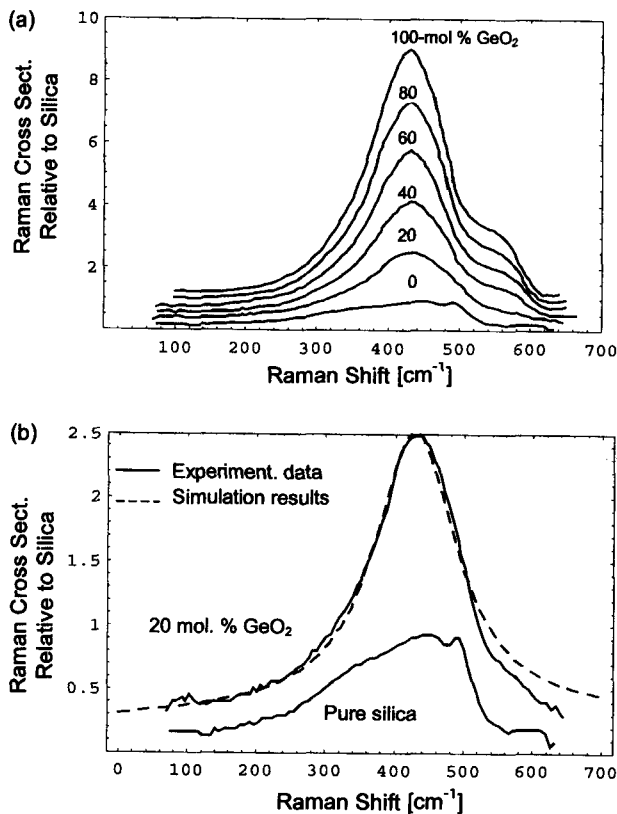 (a)
10
8
6
4
2
Raman Cross Sect.
Relative to Silica
100-mol % GeO₂
80
60
40
20
0
100 200 300 400 500 600 700
Raman Shift [cm⁻¹]
(b)
2.5
2
1.5
1
0.5
Raman Cross Sect.
Relative to Silica
Experiment. data
Simulation results
20 mol. % GeO₂
Pure silica
0 100 200 300 400 500 600 700
Raman Shift [cm⁻¹]